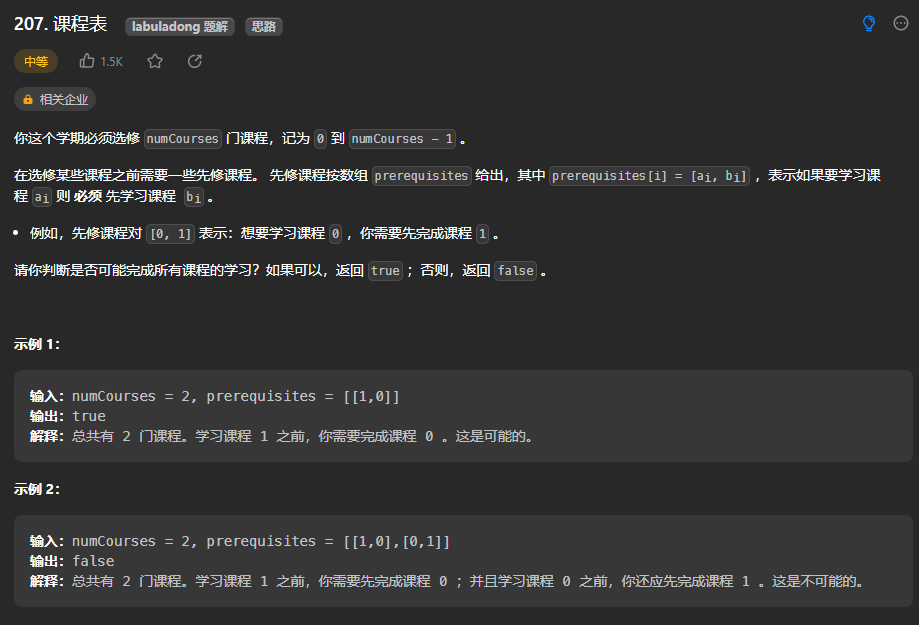 207. 课程表 labuladong 题解 思路
中等 1.5K
相关企业
你这个学期必须选修 numCourses 门课程，记为 0 到 numCourses - 1 。
在选修某些课程之前需要一些先修课程。 先修课程按数组 prerequisites 给出，其中 prerequisites[i] = [ai, bi] ，表示如果要学习课
程 ai 则 必须 先学习课程 bi 。
• 例如，先修课程对 [0, 1] 表示：想要学习课程 0 ，你需要先完成课程 1 。
请你判断是否可能完成所有课程的学习？如果可以，返回 true ；否则，返回 false 。
示例 1：
输入：numCourses = 2, prerequisites = [[1,0]]
输出：true
解释：总共有 2 门课程。学习课程 1 之前，你需要完成课程 0 。这是可能的。
示例 2：
输入：numCourses = 2, prerequisites = [[1,0],[0,1]]
输出：false
解释：总共有 2 门课程。学习课程 1 之前，你需要先完成课程 0 ；并且学习课程 0 之前，你还应先完成课程 1 。这是不可能的。